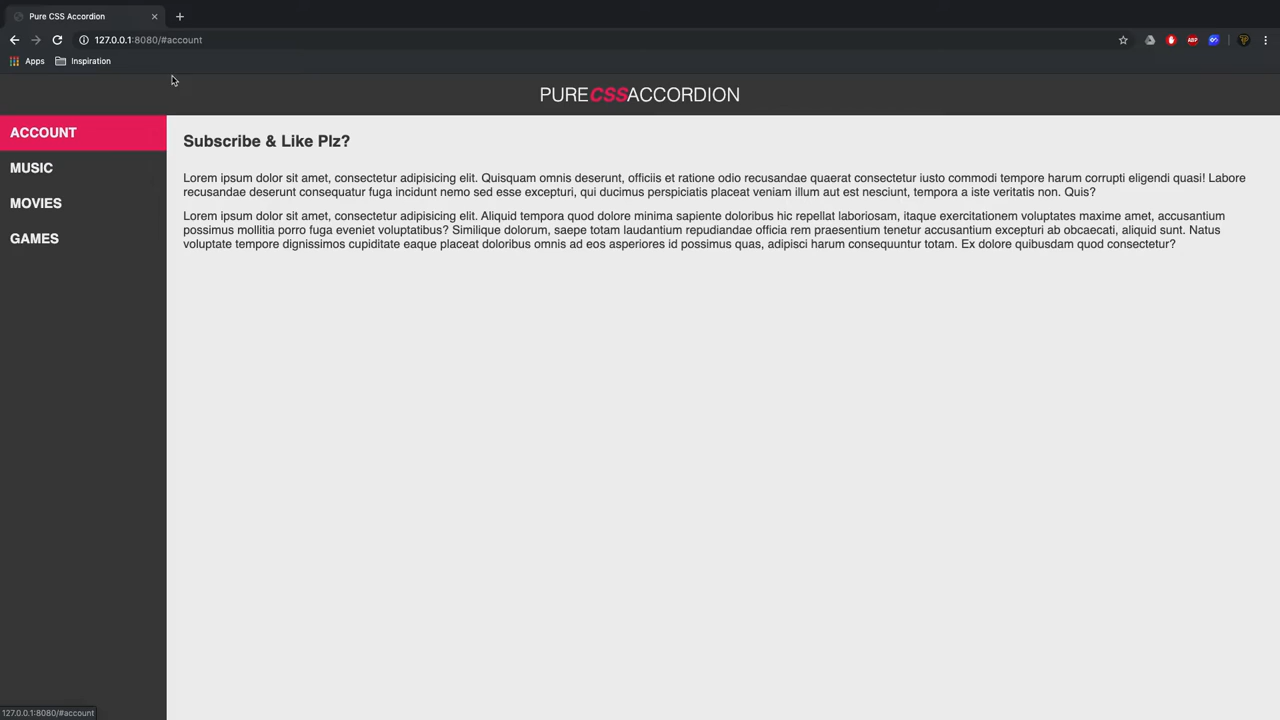 Pure CSS Accordion
127.0.0.1:8080/#account
Apps
Inspiration
PURECSSACCORDION
ACCOUNT
MUSIC
MOVIES
GAMES
Subscribe & Like Plz?
Lorem ipsum dolor sit amet, consectetur adipisicing elit. Quisquam omnis deserunt, officiis et ratione odio recusandae quaerat consectetur iusto commodi tempore harum corrupti eligendi quasi! Labore
recusandae deserunt consequatur fuga incidunt nemo sed esse excepturi, qui ducimus perspiciatis placeat veniam illum aut est nesciunt, tempora a iste veritatis non. Quis?
Lorem ipsum dolor sit amet, consectetur adipisicing elit. Aliquid tempora quod dolore minima sapiente doloribus hic repellat laboriosam, itaque exercitationem voluptates maxime amet, accusantium
possimus mollitia porro fuga eveniet voluptatibus? Similique dolorum, saepe totam laudantium repudiandae officia rem praesentium tenetur accusantium excepturi ab obcaecati, aliquid sunt. Natus
voluptate tempore dignissimos cupiditate eaque placeat doloribus omnis ad eos asperiores id possimus quas, adipisci harum consequuntur totam. Ex dolore quibusdam quod consectetur?
127.0.0.1:8080/#account